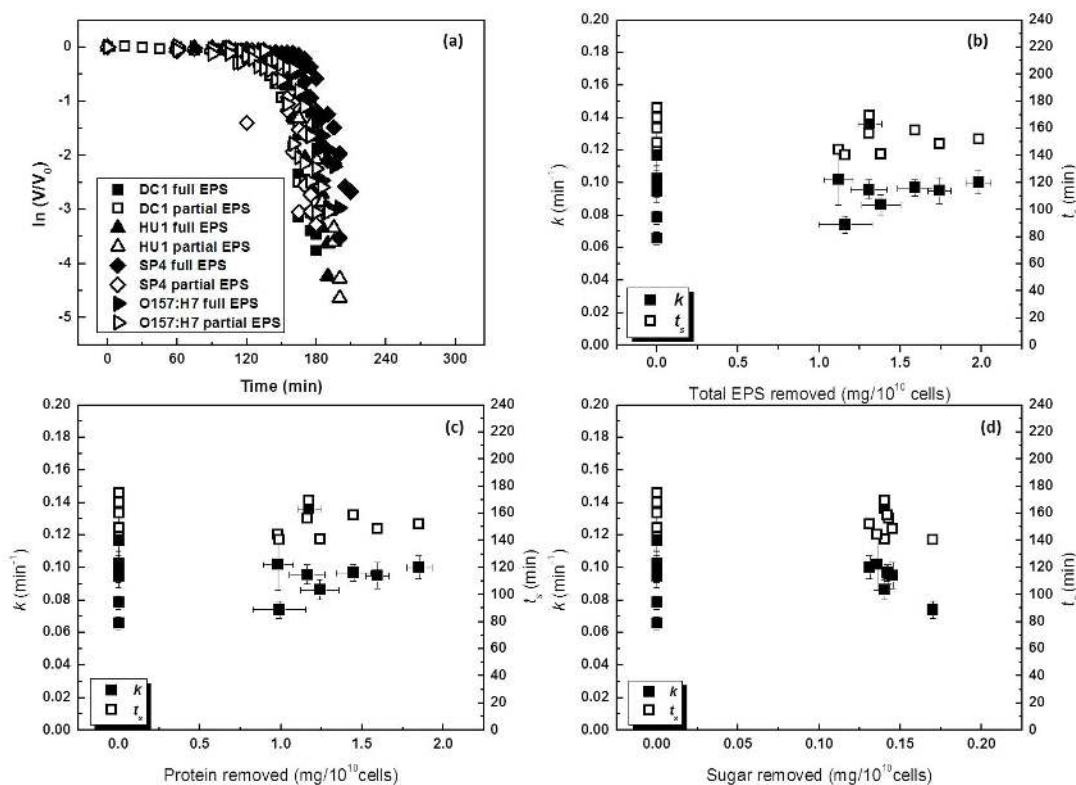 (a)
0
-1
-2
-3
-4
-5
ln (V/V0)
DC1 full EPS
DC1 partial EPS
HU1 full EPS
HU1 partial EPS
SP4 full EPS
SP4 partial EPS
O157:H7 full EPS
O157:H7 partial EPS
0 60 120 180 240 300
Time (min)
(b)
0.20
0.18
0.16
0.14
0.12
0.10
0.08
0.06
0.04
0.02
0.00
k (min-1)
240
220
200
180
160
140
120
100
80
60
40
20
0
ts (min)
k
ts
0.0 0.5 1.0 1.5 2.0
Total EPS removed (mg/10^10 cells)
(c)
0.20
0.18
0.16
0.14
0.12
0.10
0.08
0.06
0.04
0.02
0.00
k (min-1)
240
220
200
180
160
140
120
100
80
60
40
20
0
ts (min)
k
ts
0.0 0.5 1.0 1.5 2.0
Protein removed (mg/10^10cells)
(d)
0.20
0.18
0.16
0.14
0.12
0.10
0.08
0.06
0.04
0.02
0.00
k (min-1)
240
220
200
180
160
140
120
100
80
60
40
20
0
ts (min)
k
ts
0.00 0.05 0.10 0.15 0.20
Sugar removed (mg/10^10 cells)